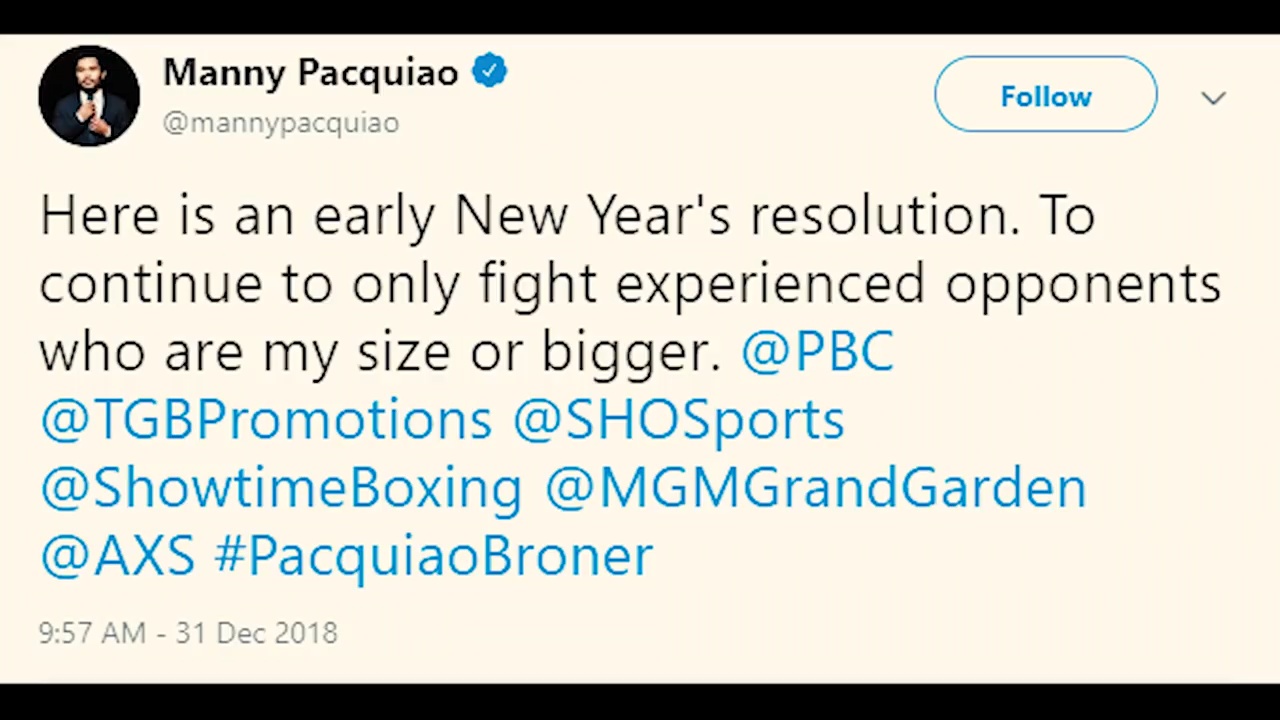 Manny Pacquiao
@mannypacquiao
Follow
Here is an early New Year's resolution. To
continue to only fight experienced opponents
who are my size or bigger. @PBC
@TGBPromotions @SHOSports
@ShowtimeBoxing @MGMGrandGarden
@AXS #PacquiaoBroner
9:57 AM - 31 Dec 2018